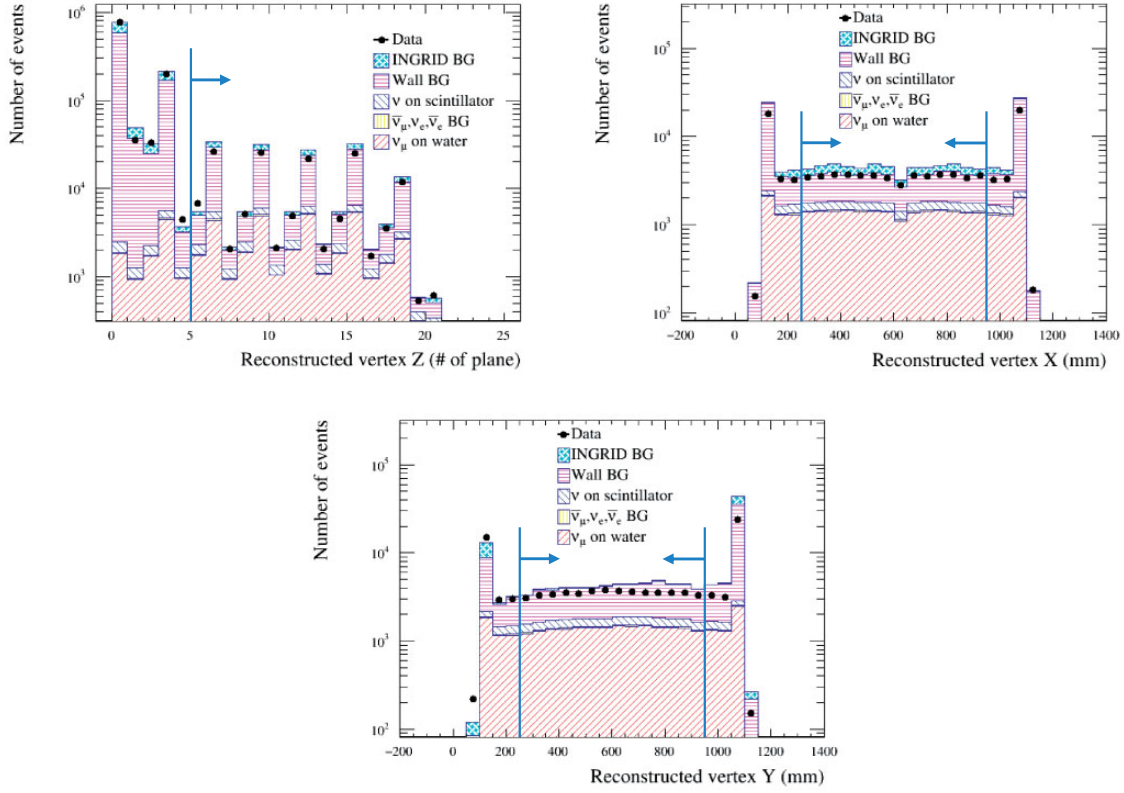 Number of events
10⁶
10⁵
10⁴
10³
Data
INGRID BG
Wall BG
ν on scintillator
ν̅μ,νe,ν̅e BG
νμ on water
0 5 10 15 20 25
Reconstructed vertex Z (# of plane)
Number of events
10⁵
10⁴
10³
10²
Data
INGRID BG
Wall BG
ν on scintillator
ν̅μ,νe,ν̅e BG
νμ on water
−200 0 200 400 600 800 1000 1200 1400
Reconstructed vertex X (mm)
Number of events
10⁵
10⁴
10³
10²
Data
INGRID BG
Wall BG
ν on scintillator
ν̅μ,νe,ν̅e BG
νμ on water
−200 0 200 400 600 800 1000 1200 1400
Reconstructed vertex Y (mm)